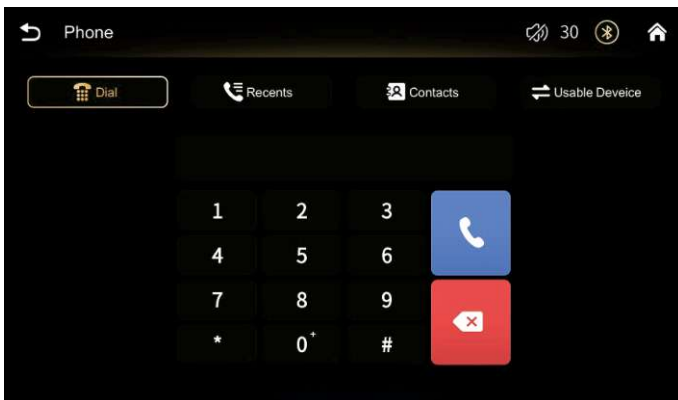 Phone 30
Dial Recents Contacts Usable Deveice
1 2 3
4 5 6
7 8 9
* 0+ #